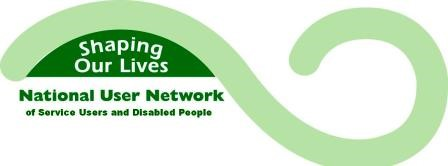 Shaping
Our Lives
National User Network
of Service Users and Disabled People